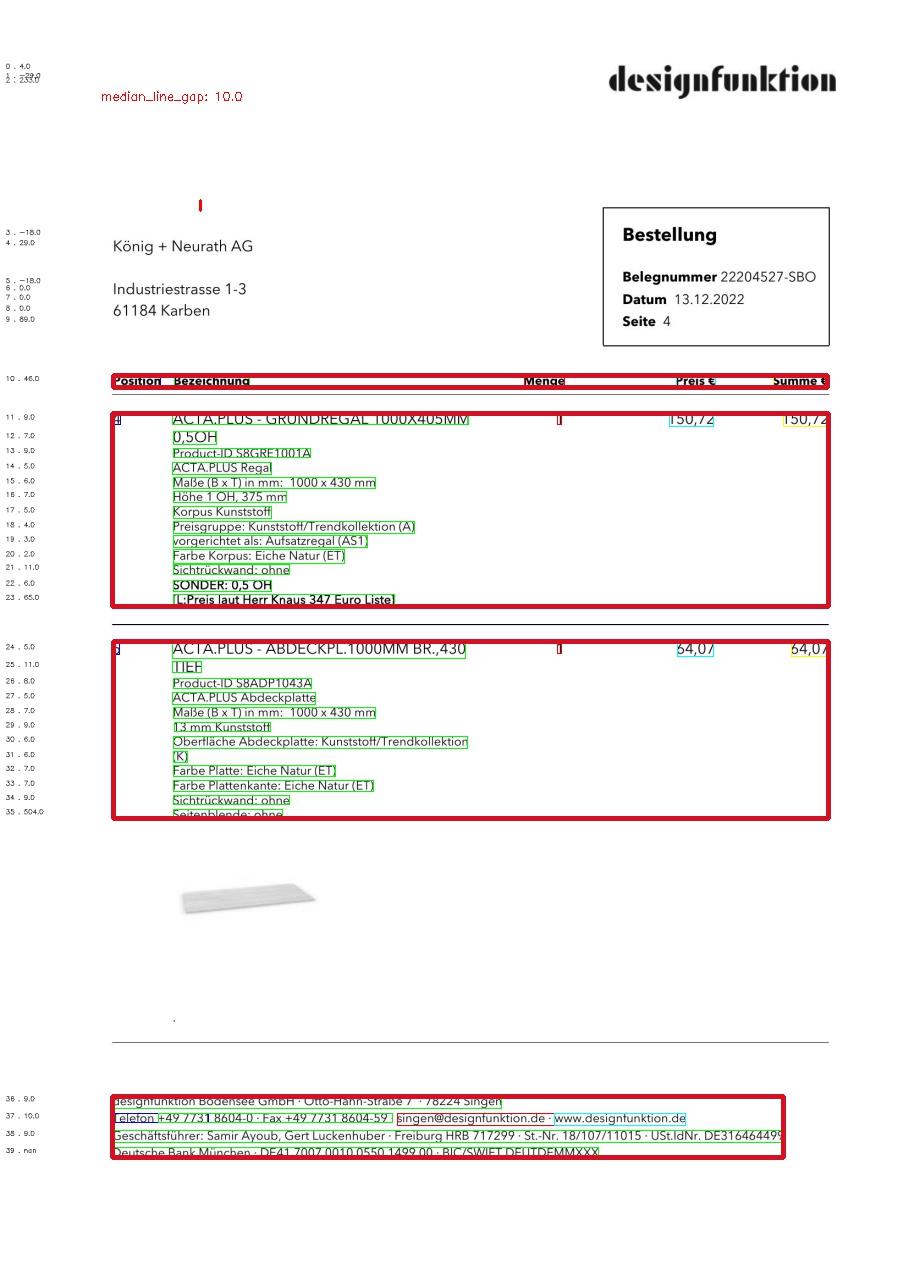 0 . 4.0
designfunktion
2 . 233.0
median_line_gap: 10.0
3 . -18.0
4 . 29.0
König + Neurath AG
Bestellung
5 . -18.0
6 . 0.0
Industriestrasse 1-3
Belegnummer 22204527-SBO
7 . 0.0
Datum 13.12.2022
8 . 0.0
61184 Karben
9 . 89.0
Seite 4
10 . 46.0
Position Bezeichnung Menge Preis € Summe €
11 . 9.0
ACTA.PLUS - GRUNDREGAL 1000X405MM 150,72 150,72
12 . 7.0
0,5OH
13 . 9.0
Product-ID S8GRE1001A
14 . 5.0
ACTA.PLUS Regal
15 . 6.0
Maße (B x T) in mm: 1000 x 430 mm
16 . 7.0
Höhe 1 OH, 375 mm
17 . 5.0
Korpus Kunststoff
18 . 4.0
Preisgruppe: Kunststoff/Trendkollektion (A)
19 . 3.0
vorgerichtet als: Aufsatzregal (AS1)
20 . 2.0
Farbe Korpus: Eiche Natur (ET)
21 . 11.0
Sichtrückwand: ohne
22 . 6.0
SONDER: 0,5 OH
23 . 65.0
[L:Preis laut Herr Knaus 347 Euro Liste]
24 . 5.0
ACTA.PLUS - ABDECKPL.1000MM BR.,430 64,07 64,07
25 . 11.0
TIEF
26 . 8.0
Product-ID S8ADP1043A
27 . 5.0
ACTA.PLUS Abdeckplatte
28 . 7.0
Maße (B x T) in mm: 1000 x 430 mm
29 . 9.0
13 mm Kunststoff
30 . 6.0
Oberfläche Abdeckplatte: Kunststoff/Trendkollektion
31 . 6.0
(K)
32 . 7.0
Farbe Platte: Eiche Natur (ET)
33 . 7.0
Farbe Plattenkante: Eiche Natur (ET)
34 . 9.0
Sichtrückwand: ohne
35 . 504.0
Seitenblende: ohne
.
36 . 9.0
designfunktion Bodensee GmbH · Otto-Hahn-Straße 7 · 78224 Singen
37 . 10.0
Telefon +49 7731 8604-0 · Fax +49 7731 8604-59 singen@designfunktion.de · www.designfunktion.de
38 . 9.0
Geschäftsführer: Samir Ayoub, Gert Luckenhuber · Freiburg HRB 717299 · St.-Nr. 18/107/11015 · USt.IdNr. DE316464499
39 . nan
Deutsche Bank München · DE41 7007 0010 0550 1499 00 · BIC/SWIFT DEUTDEMMXXX